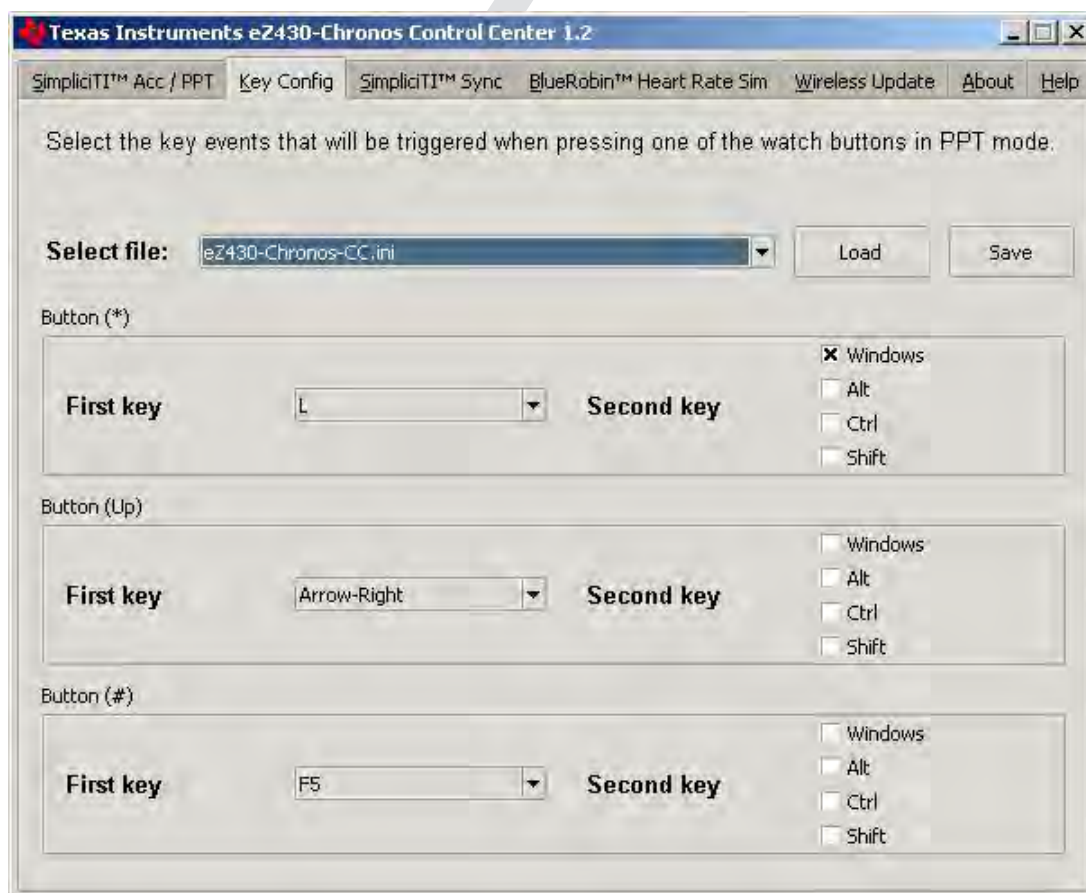 Texas Instruments eZ430-Chronos Control Center 1.2
SimpliciTI™ Acc / PPT Key Config SimpliciTI™ Sync BlueRobin™ Heart Rate Sim Wireless Update About Help
Select the key events that will be triggered when pressing one of the watch buttons in PPT mode.
Select file: eZ430-Chronos-CC.ini Load Save
Button (*)
Windows
Alt
First key L Second key
Ctrl
Shift
Button (Up)
Windows
Alt
First key Arrow-Right Second key
Ctrl
Shift
Button (#)
Windows
Alt
First key F5 Second key
Ctrl
Shift